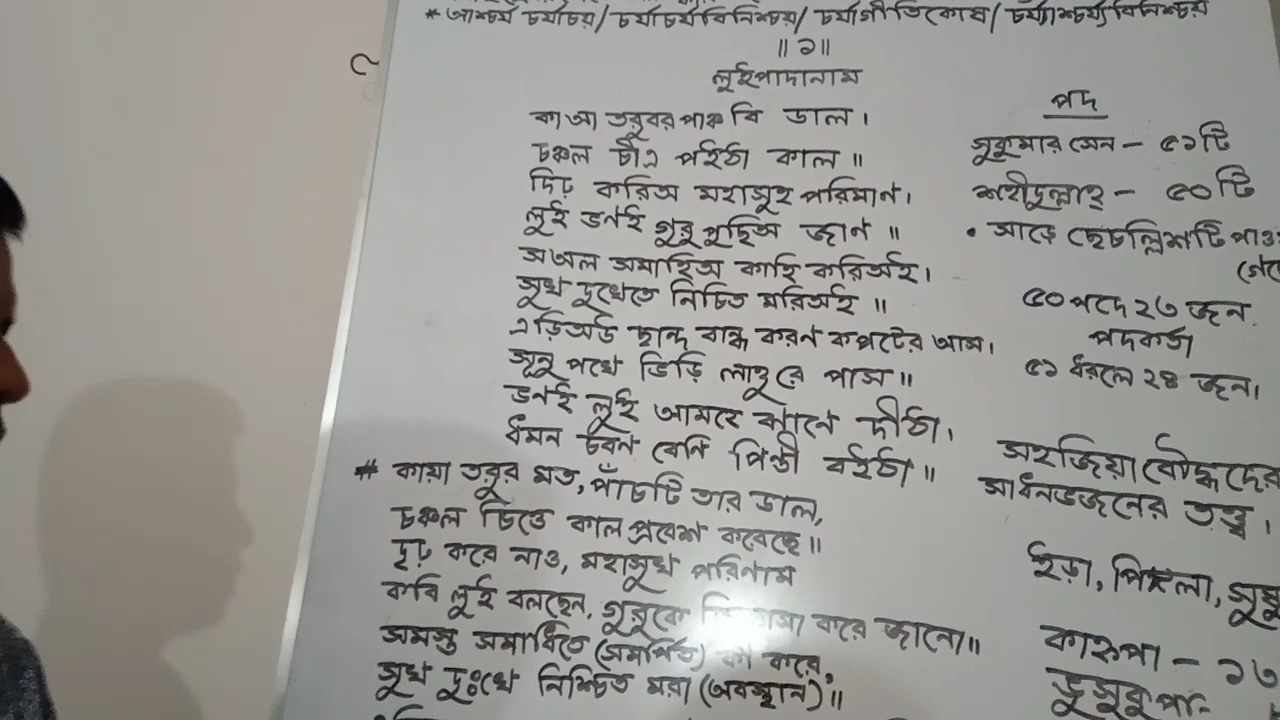 * আশ্চর্য চর্যাচয়/ চর্যাচর্যবিনিশ্চয়/ চর্যাগীতিকোষ/ চর্য্যাশ্চর্য্যবিনিশ্চয়
॥ ১॥
লুইপাদানাম
কাআ তরুবর পাঞ্চ বি ডাল।
চঞ্চল চীএ পইঠা কাল॥
দিঢ় করিঅ মহাসুহ পরিমাণ।
লুই ভণই গুরু পুছিঅ জাণ॥
সঅল সমাহিঅ কাহি করিঅই।
সুখ দুখেতে নিচিত মরিঅই॥
এড়িঅউ ছান্দ বান্ধ করণ কপটের আস।
সুনু পখে ভিড়ি লাহু রে পাস॥
ভণই লুই আমহে ঝাণে দীঠা।
ধমন চবণ বেণি পিণ্ডী বইঠা॥
# কায়া তরুর মত, পাঁচটি তার ডাল,
চঞ্চল চিত্তে কাল প্রবেশ করেছে॥
দৃঢ় করে নাও, মহাসুখ পরিণাম
কবি লুই বলছেন, গুরুকে করে জানো॥
সমস্ত সমাধিতে (সমর্পিত) কী করে,
সুখ দুঃখে নিশ্চিত মরা (অবস্থান)॥
পদ
সুকুমার সেন - ৫১টি
শহীদুল্লাহ্ - ৫০টি
• সাড়ে ছেচল্লিশটি পাও
গেছে
৫০ পদে ২৩ জন
পদকর্তা
৫১ ধরলে ২৪ জন।
সহজিয়া বৌদ্ধদের
সাধনভজনের তত্ত্ব।
ইড়া, পিঙ্গলা, সুষু
কাহ্নপা - ১৩
ভুসুকুপা -